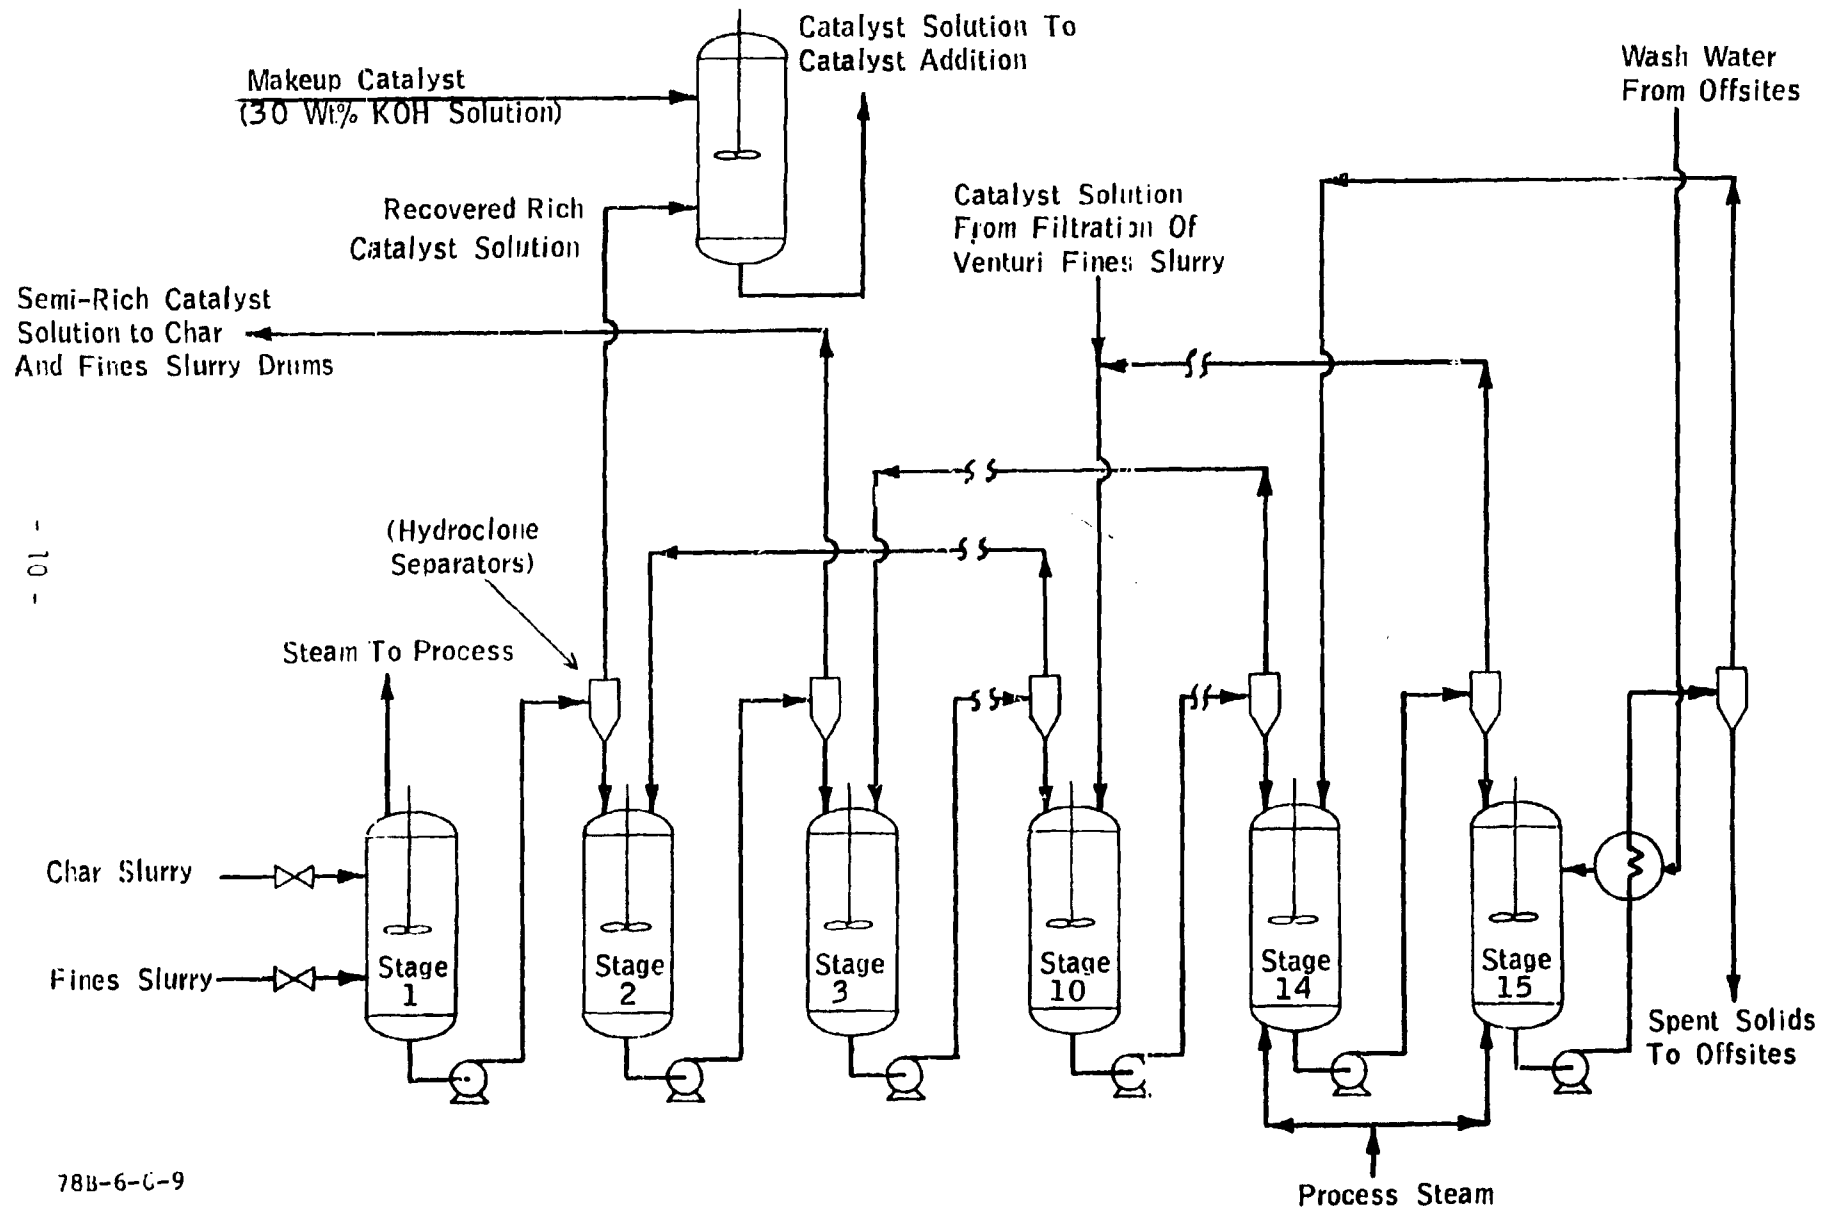 Catalyst Solution To
Catalyst Addition
Makeup Catalyst
(30 Wt% KOH Solution)
Wash Water
From Offsites
Recovered Rich
Catalyst Solution
Catalyst Solution
From Filtration Of
Venturi Fines Slurry
Semi-Rich Catalyst
Solution to Char
And Fines Slurry Drums
- 10 -
(Hydroclone
Separators)
Steam To Process
Char Slurry
Fines Slurry
Stage
1
Stage
2
Stage
3
Stage
10
Stage
14
Stage
15
Spent Solids
To Offsites
Process Steam
78B-6-C-9